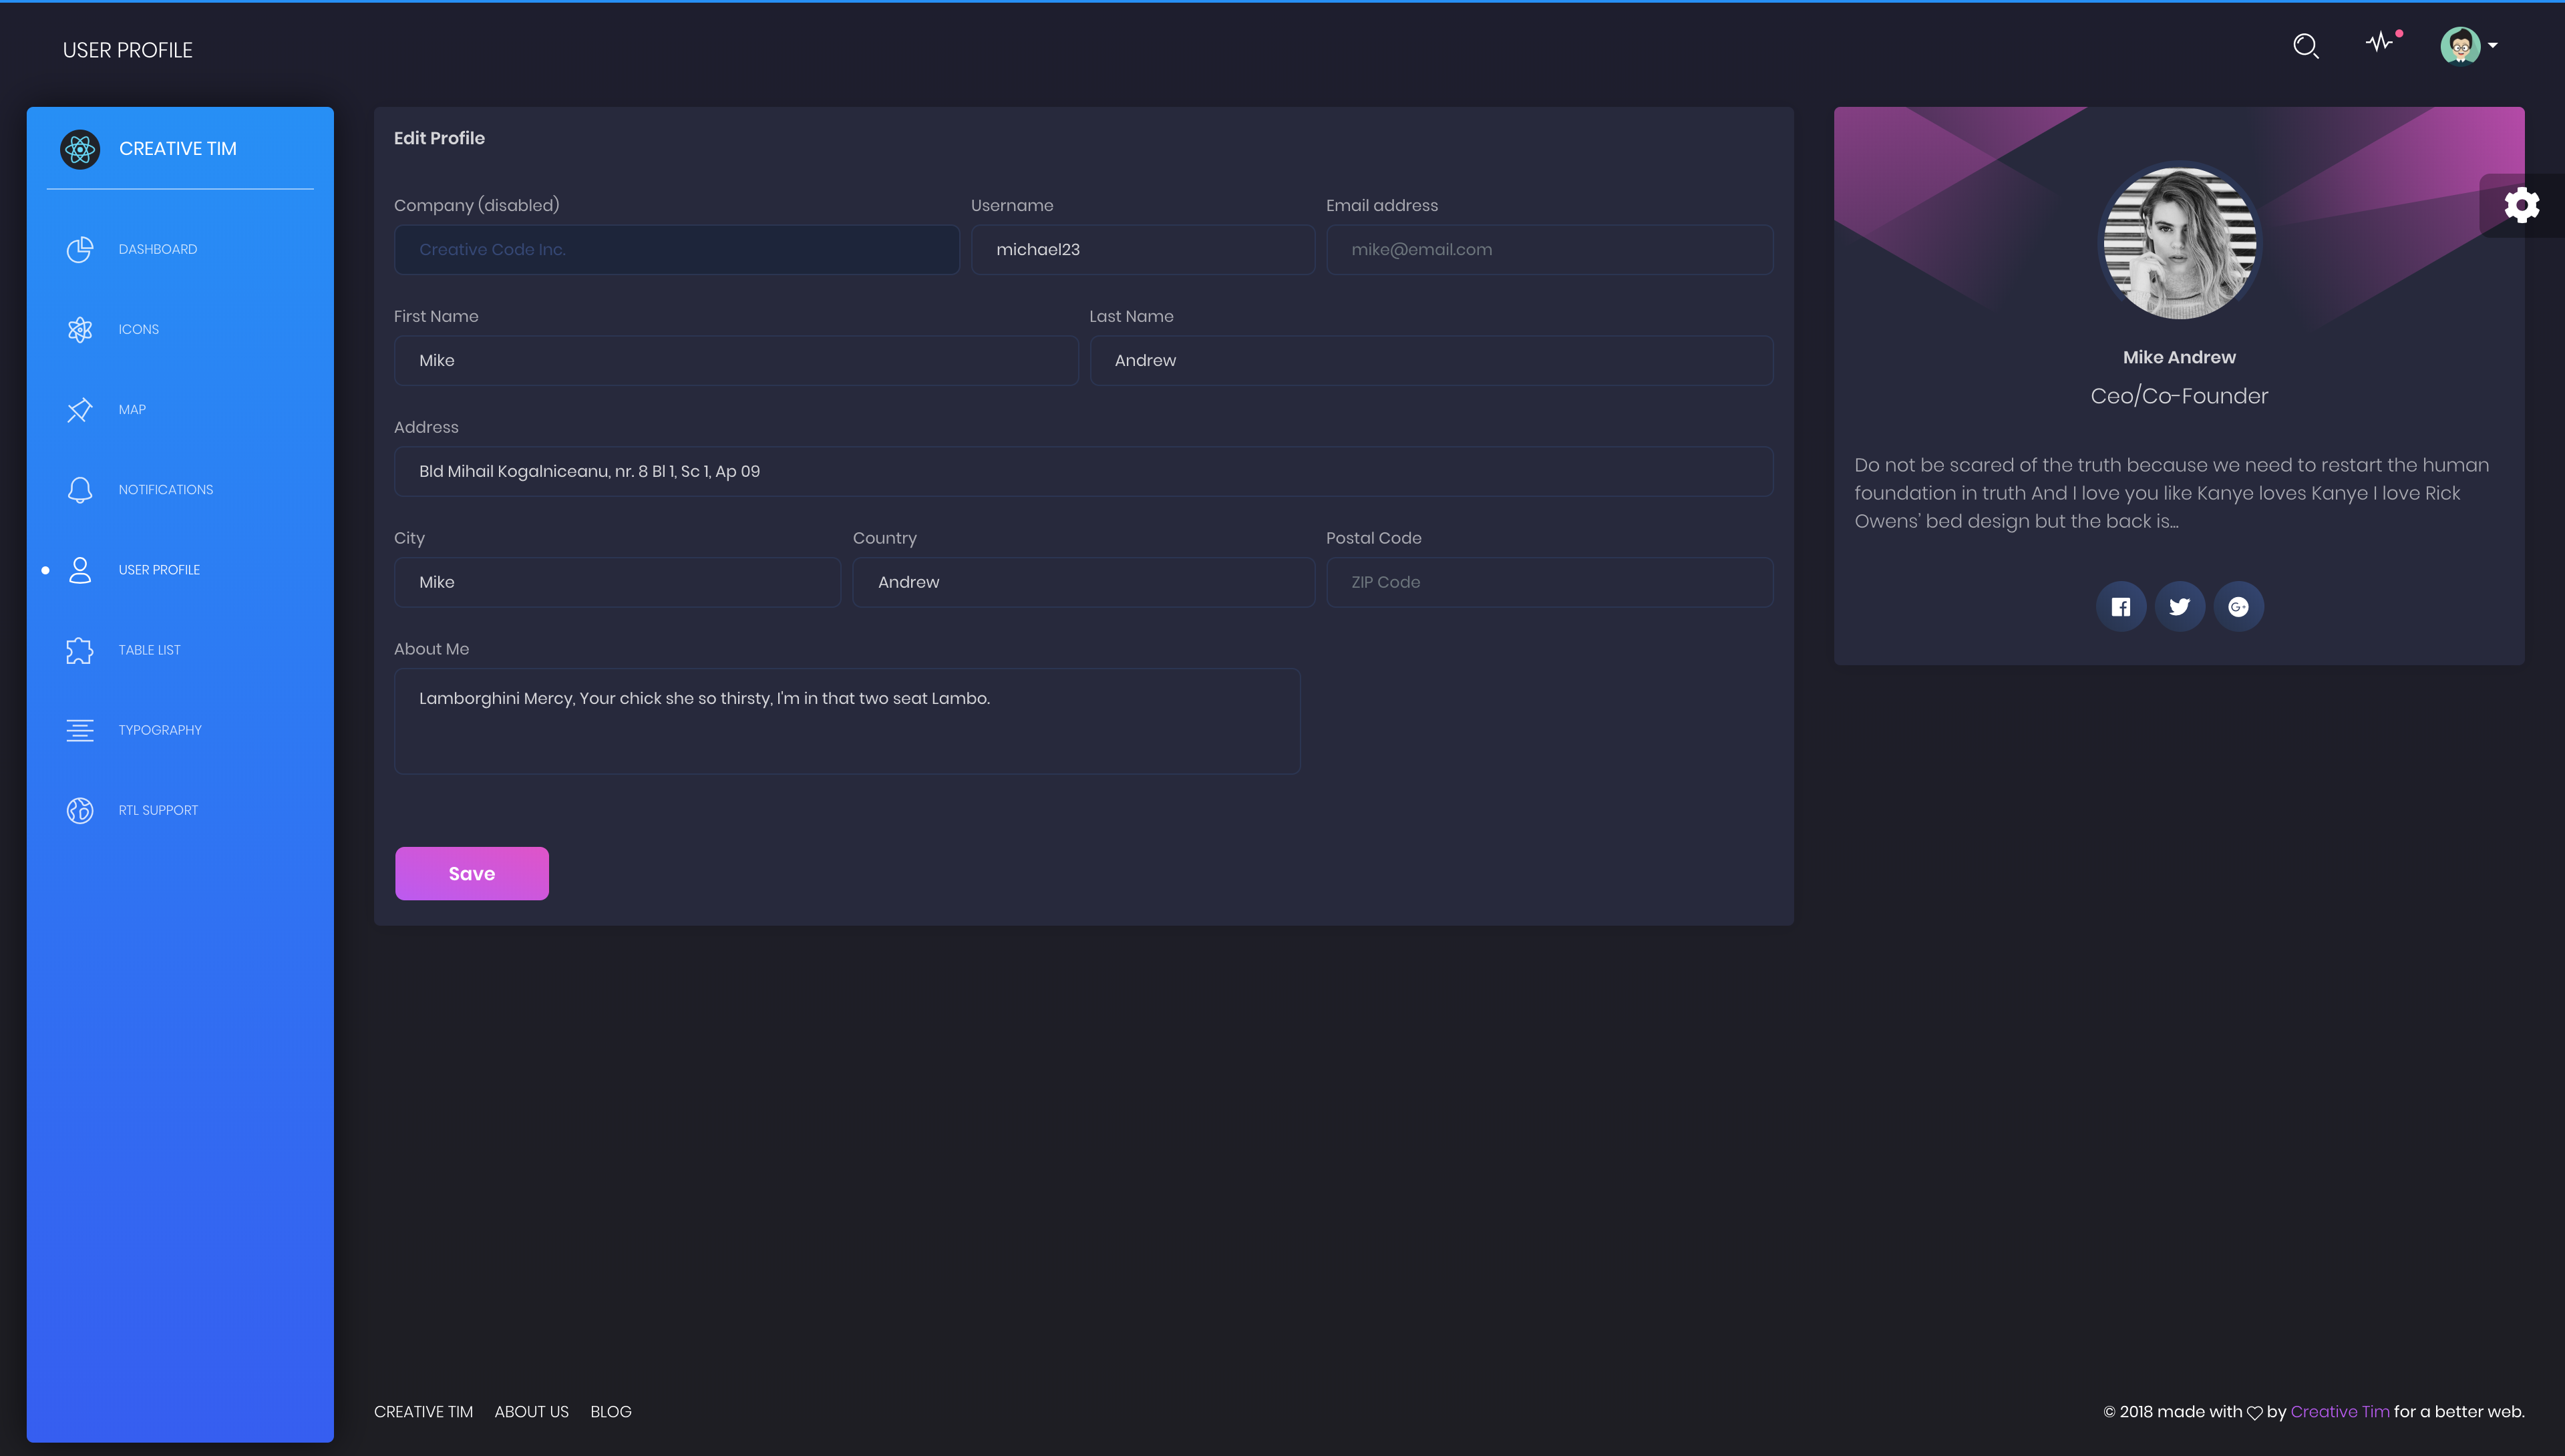 USER PROFILE
CREATIVE TIM
DASHBOARD
ICONS
MAP
NOTIFICATIONS
USER PROFILE
TABLE LIST
TYPOGRAPHY
RTL SUPPORT
Edit Profile
Company (disabled) Username Email address
Creative Code Inc. michael23 mike@email.com
First Name Last Name
Mike Andrew
Address
Bld Mihail Kogalniceanu, nr. 8 Bl 1, Sc 1, Ap 09
City Country Postal Code
Mike Andrew ZIP Code
About Me
Lamborghini Mercy, Your chick she so thirsty, I'm in that two seat Lambo.
Save
Mike Andrew
Ceo/Co-Founder
Do not be scared of the truth because we need to restart the human
foundation in truth And I love you like Kanye loves Kanye I love Rick
Owens’ bed design but the back is...
G+
CREATIVE TIM ABOUT US BLOG
© 2018 made with ♡ by Creative Tim for a better web.